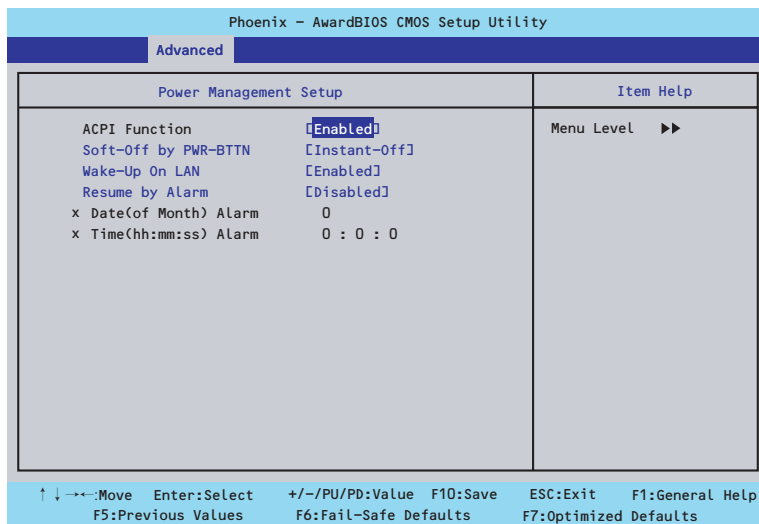 Phoenix - AwardBIOS CMOS Setup Utility
Advanced
Power Management Setup
Item Help
ACPI Function [Enabled]
Menu Level ▶▶
Soft-Off by PWR-BTTN [Instant-Off]
Wake-Up On LAN [Enabled]
Resume by Alarm [Disabled]
x Date(of Month) Alarm 0
x Time(hh:mm:ss) Alarm 0 : 0 : 0
↑↓→←:Move Enter:Select +/-/PU/PD:Value F10:Save ESC:Exit F1:General Help
F5:Previous Values F6:Fail-Safe Defaults F7:Optimized Defaults